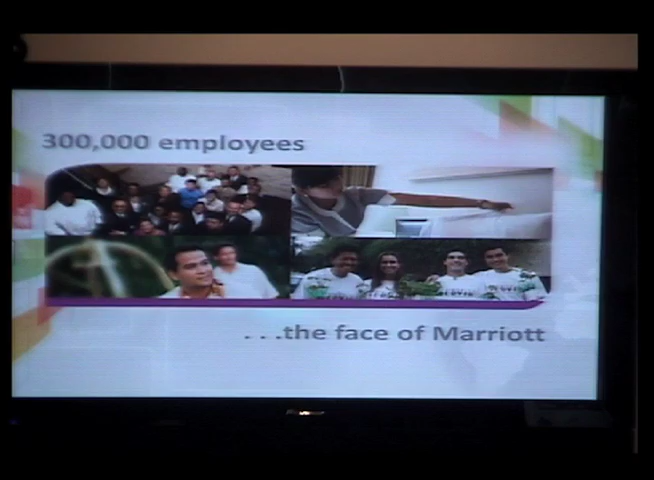 300,000 employees
. . .the face of Marriott